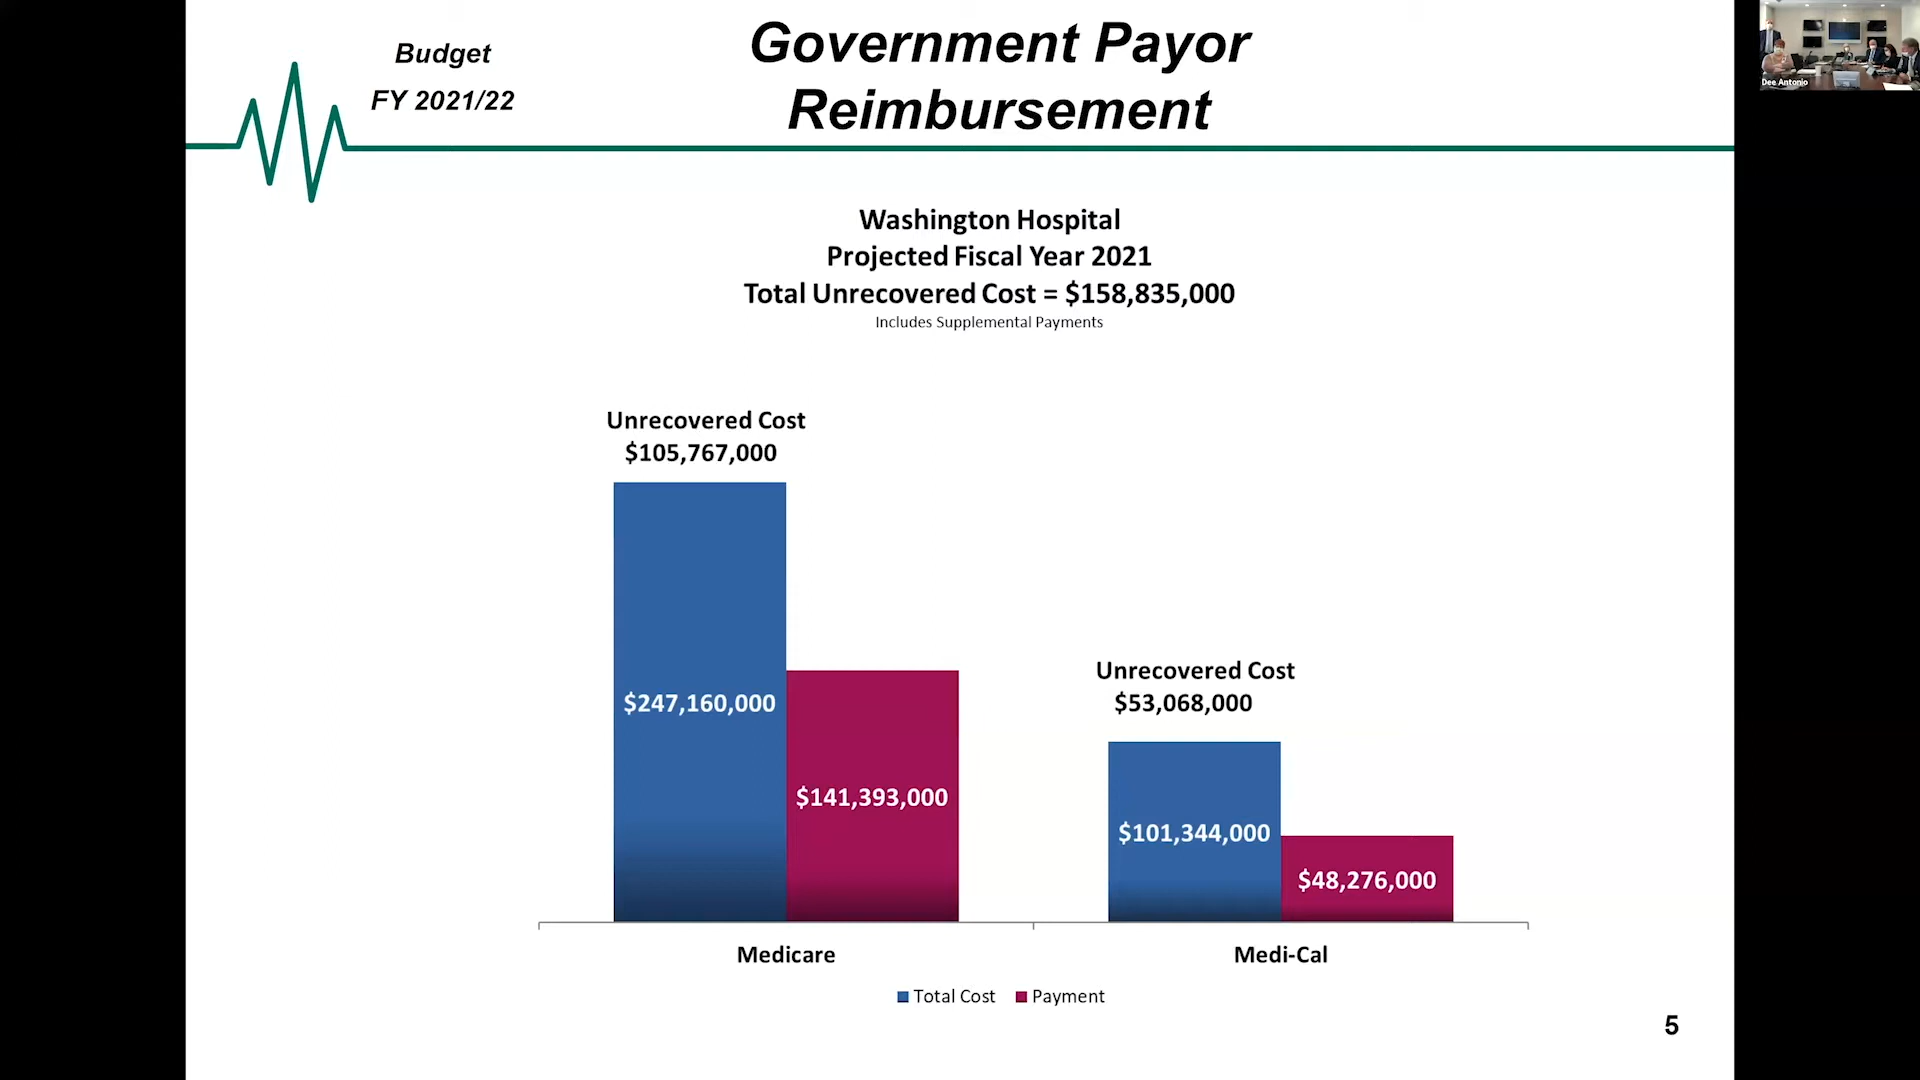 Budget
FY 2021/22
Government Payor
Reimbursement
Dee Antonio
Washington Hospital
Projected Fiscal Year 2021
Total Unrecovered Cost = $158,835,000
Includes Supplemental Payments
Unrecovered Cost
$105,767,000
$247,160,000
$141,393,000
Unrecovered Cost
$53,068,000
$101,344,000
$48,276,000
Medicare
Medi-Cal
Total Cost
Payment
5